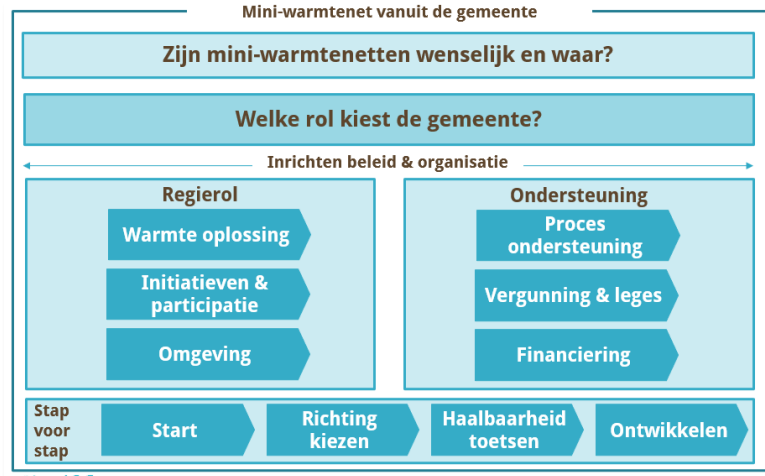 Mini-warmtenet vanuit de gemeente
Zijn mini-warmtenetten wenselijk en waar?
Welke rol kiest de gemeente?
Inrichten beleid & organisatie
Regierol
Warmte oplossing
Initiatieven &
participatie
Omgeving
Ondersteuning
Proces
ondersteuning
Vergunning & leges
Financiering
Stap
voor
stap
Start
Richting
kiezen
Haalbaarheid
toetsen
Ontwikkelen